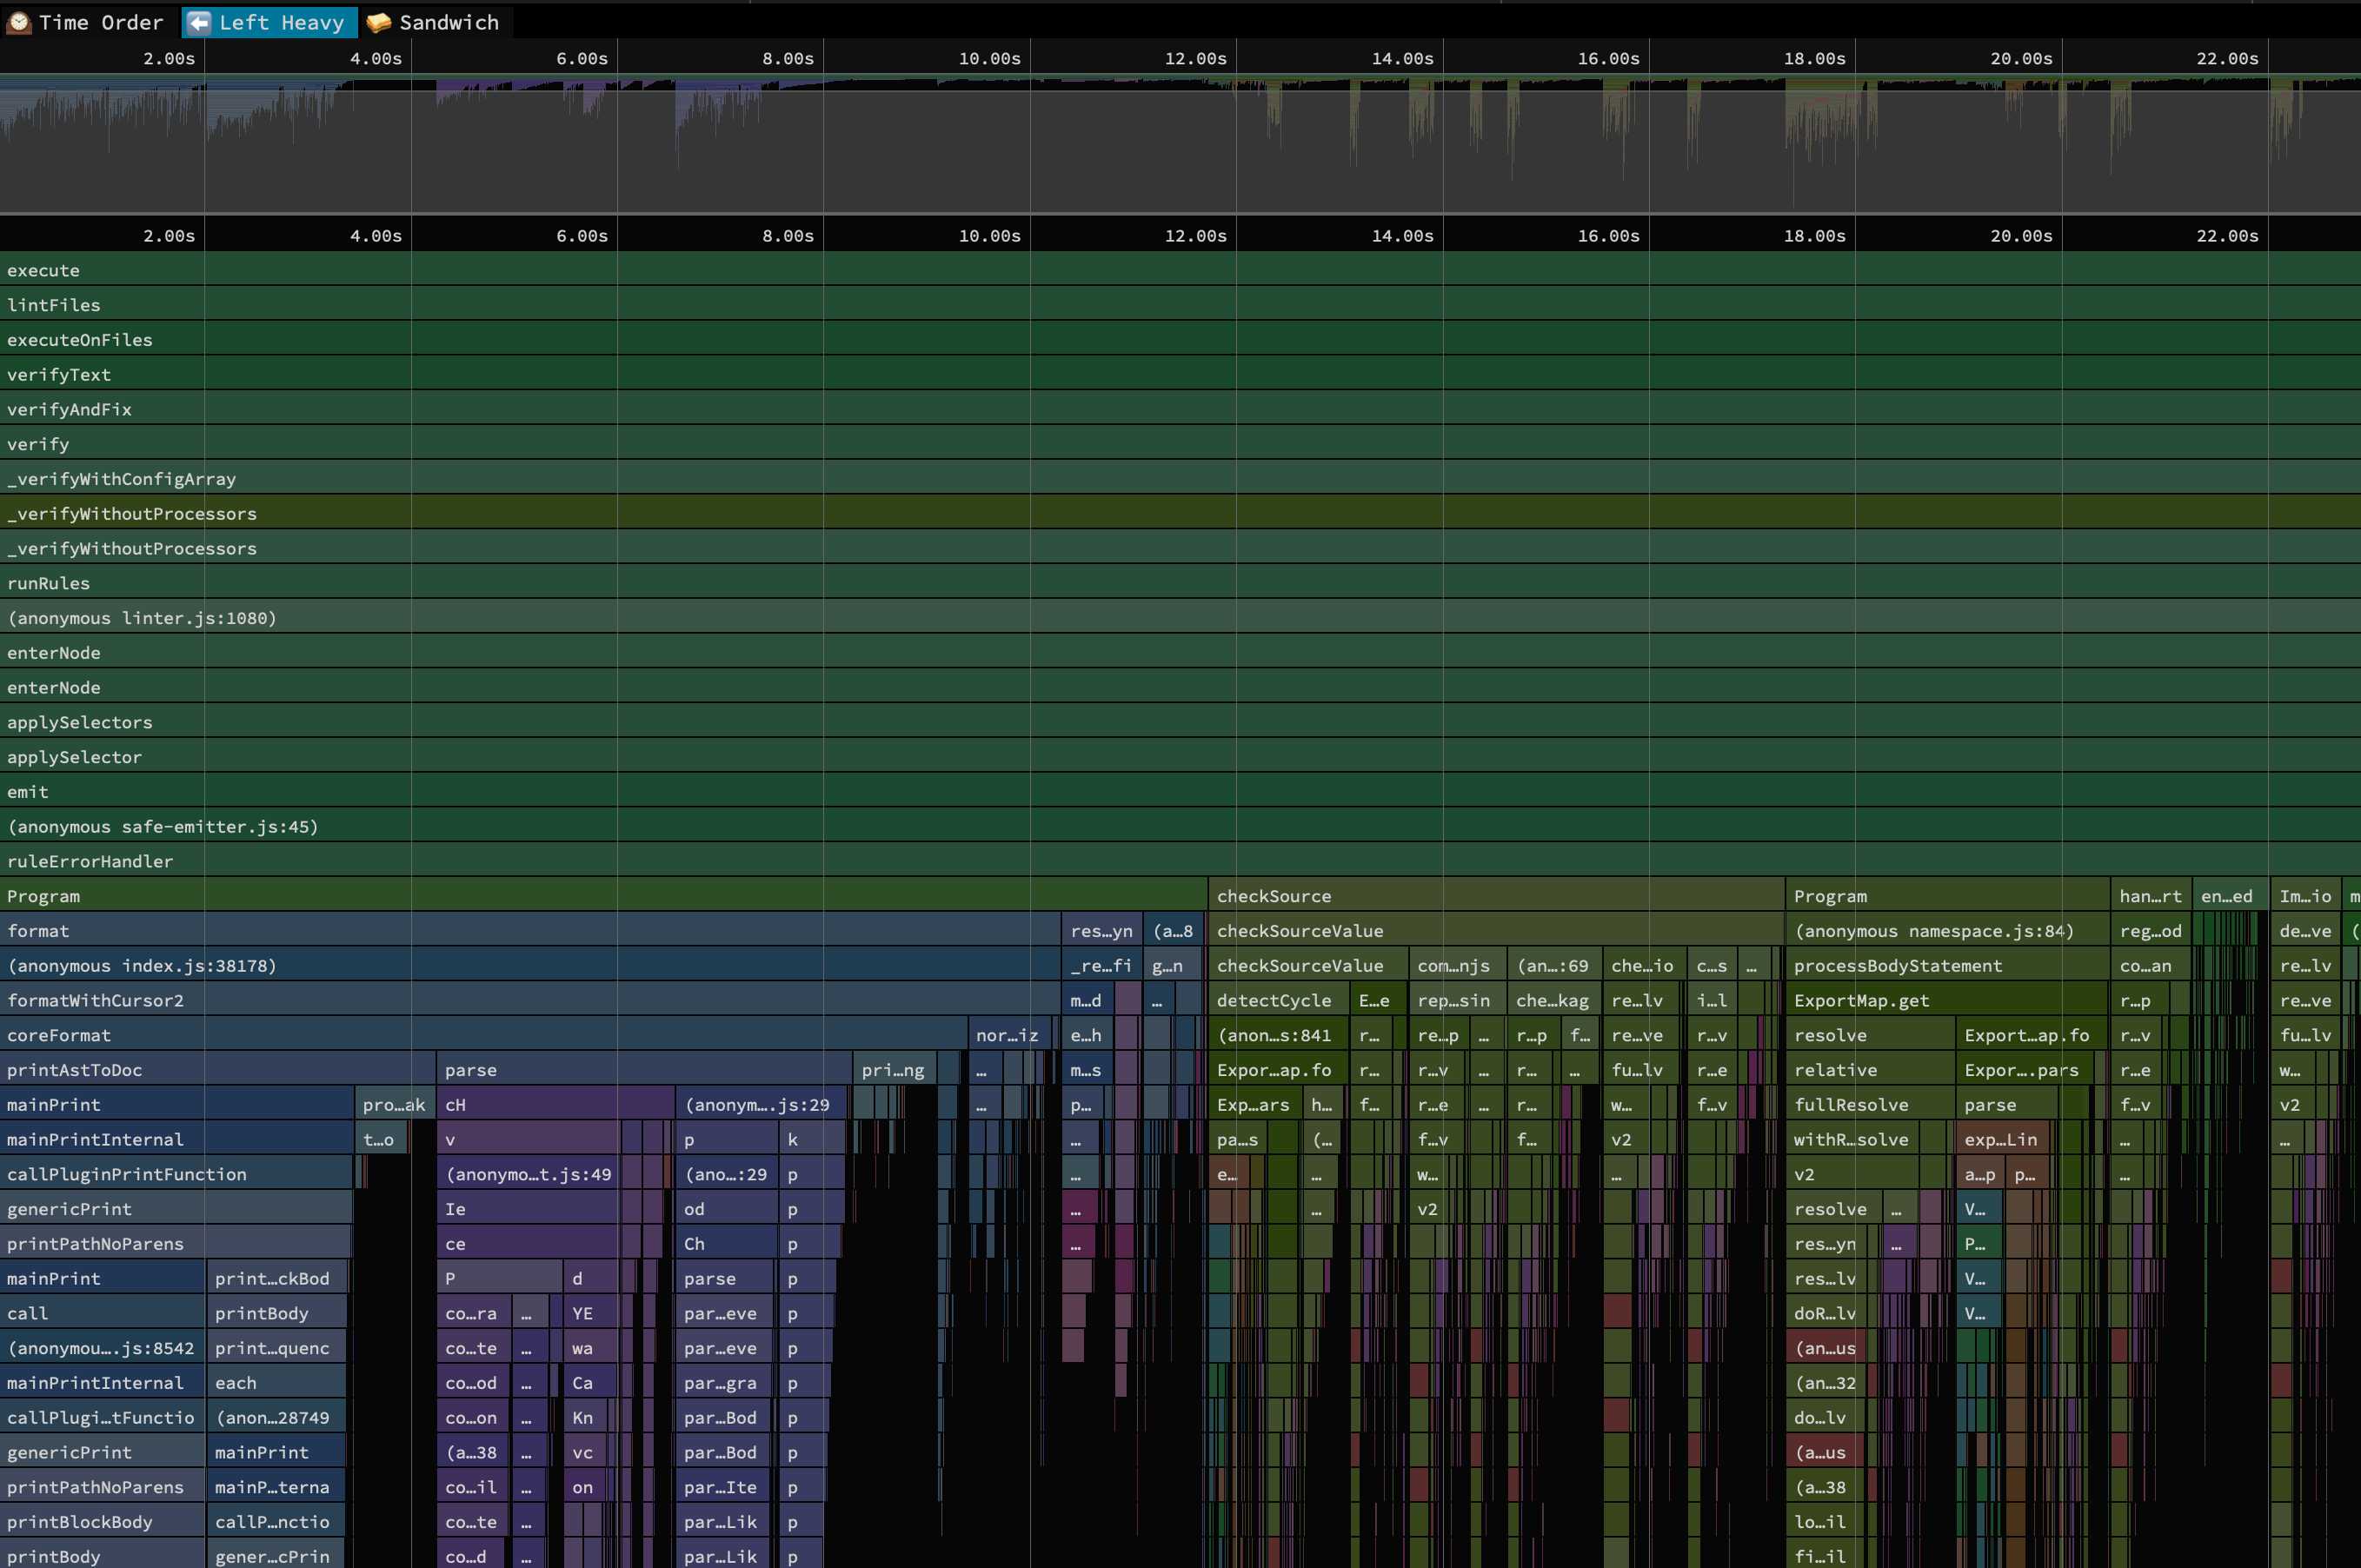 Time Order Left Heavy Sandwich
2.00s 4.00s 6.00s 8.00s 10.00s 12.00s 14.00s 16.00s 18.00s 20.00s 22.00s
2.00s 4.00s 6.00s 8.00s 10.00s 12.00s 14.00s 16.00s 18.00s 20.00s 22.00s
execute
lintFiles
executeOnFiles
verifyText
verifyAndFix
verify
_verifyWithConfigArray
_verifyWithoutProcessors
_verifyWithoutProcessors
runRules
(anonymous linter.js:1080)
enterNode
enterNode
applySelectors
applySelector
emit
(anonymous safe-emitter.js:45)
ruleErrorHandler
Program checkSource Program han…rt en…ed Im…io m
format res…yn (a…8 checkSourceValue (anonymous namespace.js:84) reg…od de…ve (
(anonymous index.js:38178) _re…fi g…n checkSourceValue com…njs (an…:69 che…io c…s … processBodyStatement co…an re…lv
formatWithCursor2 m…d … detectCycle E…e rep…sin che…kag re…lv i…l ExportMap.get r…p re…ve
coreFormat nor…iz e…h (anon…s:841 r… re…p … r…p f… re…ve r…v resolve Export…ap.fo r…v fu…lv
printAstToDoc parse pri…ng … m…s Expor…ap.fo r… r…v … r… … fu…lv r…e relative Expor….pars r…e w…
mainPrint pro…ak cH (anonym….js:29 … p… Exp…ars h… f… r…e … r… w… f…v fullResolve parse f…v v2
mainPrintInternal t…o v p k … pa…s (… f…v f… v2 withR…solve exp…Lin … …
callPluginPrintFunction (anonymo…t.js:49 (ano…:29 p … e… … w… … v2 a…p p… …
genericPrint Ie od p … … v2 resolve … V…
printPathNoParens ce Ch p … res…yn … P…
mainPrint print…ckBod P d parse p res…lv V…
call printBody co…ra … YE par…eve p doR…lv V…
(anonymou….js:8542 print…quenc co…te … wa par…eve p (an…us
mainPrintInternal each co…od … Ca par…gra p (an…32
callPlugi…tFunctio (anon…28749 co…on … Kn par…Bod p do…lv
genericPrint mainPrint (a…38 … vc par…Bod p (a…us
printPathNoParens mainP…terna co…il … on par…Ite p (a…38
printBlockBody callP…nctio co…te … par…Lik p lo…il
printBody gener…cPrin co…d … par…Lik p fi…il